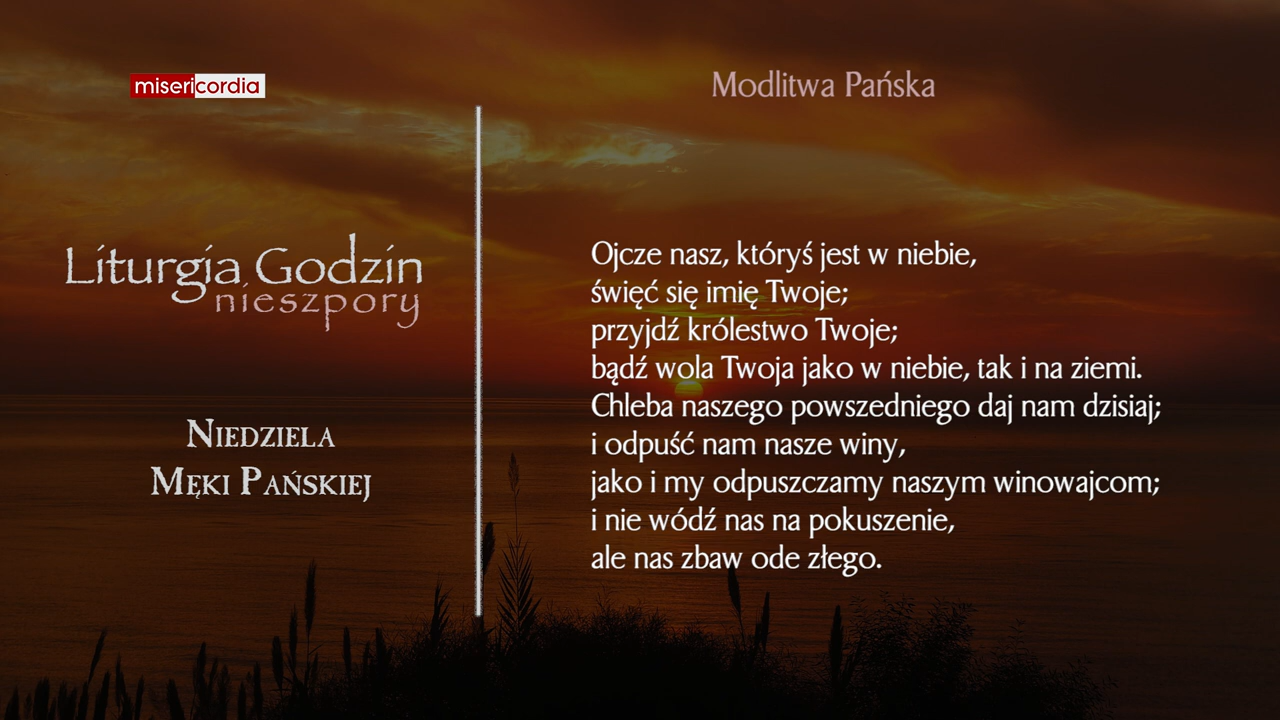 misericordia
Liturgia Godzin
nieszpory
Niedziela
Męki Pańskiej
Modlitwa Pańska
Ojcze nasz, któryś jest w niebie,
święć się imię Twoje;
przyjdź królestwo Twoje;
bądź wola Twoja jako w niebie, tak i na ziemi.
Chleba naszego powszedniego daj nam dzisiaj;
i odpuść nam nasze winy,
jako i my odpuszczamy naszym winowajcom;
i nie wódź nas na pokuszenie,
ale nas zbaw ode złego.